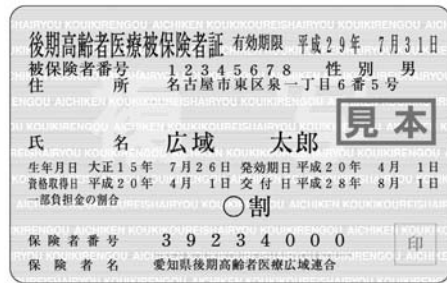 後期高齢者医療被保険者証 有効期限 平成29年 7月31日
被保険者番号 12345678 性別 男
住所 名古屋市東区泉一丁目6番5号
見本
氏名 広域 太郎
生年月日 大正15年 7月26日 発効期日 平成20年 4月 1日
資格取得日 平成20年 4月 1日 交付日 平成28年 8月 1日
一部負担金の割合
○割
保険者番号 39234000
印
保険者名 愛知県後期高齢者医療広域連合